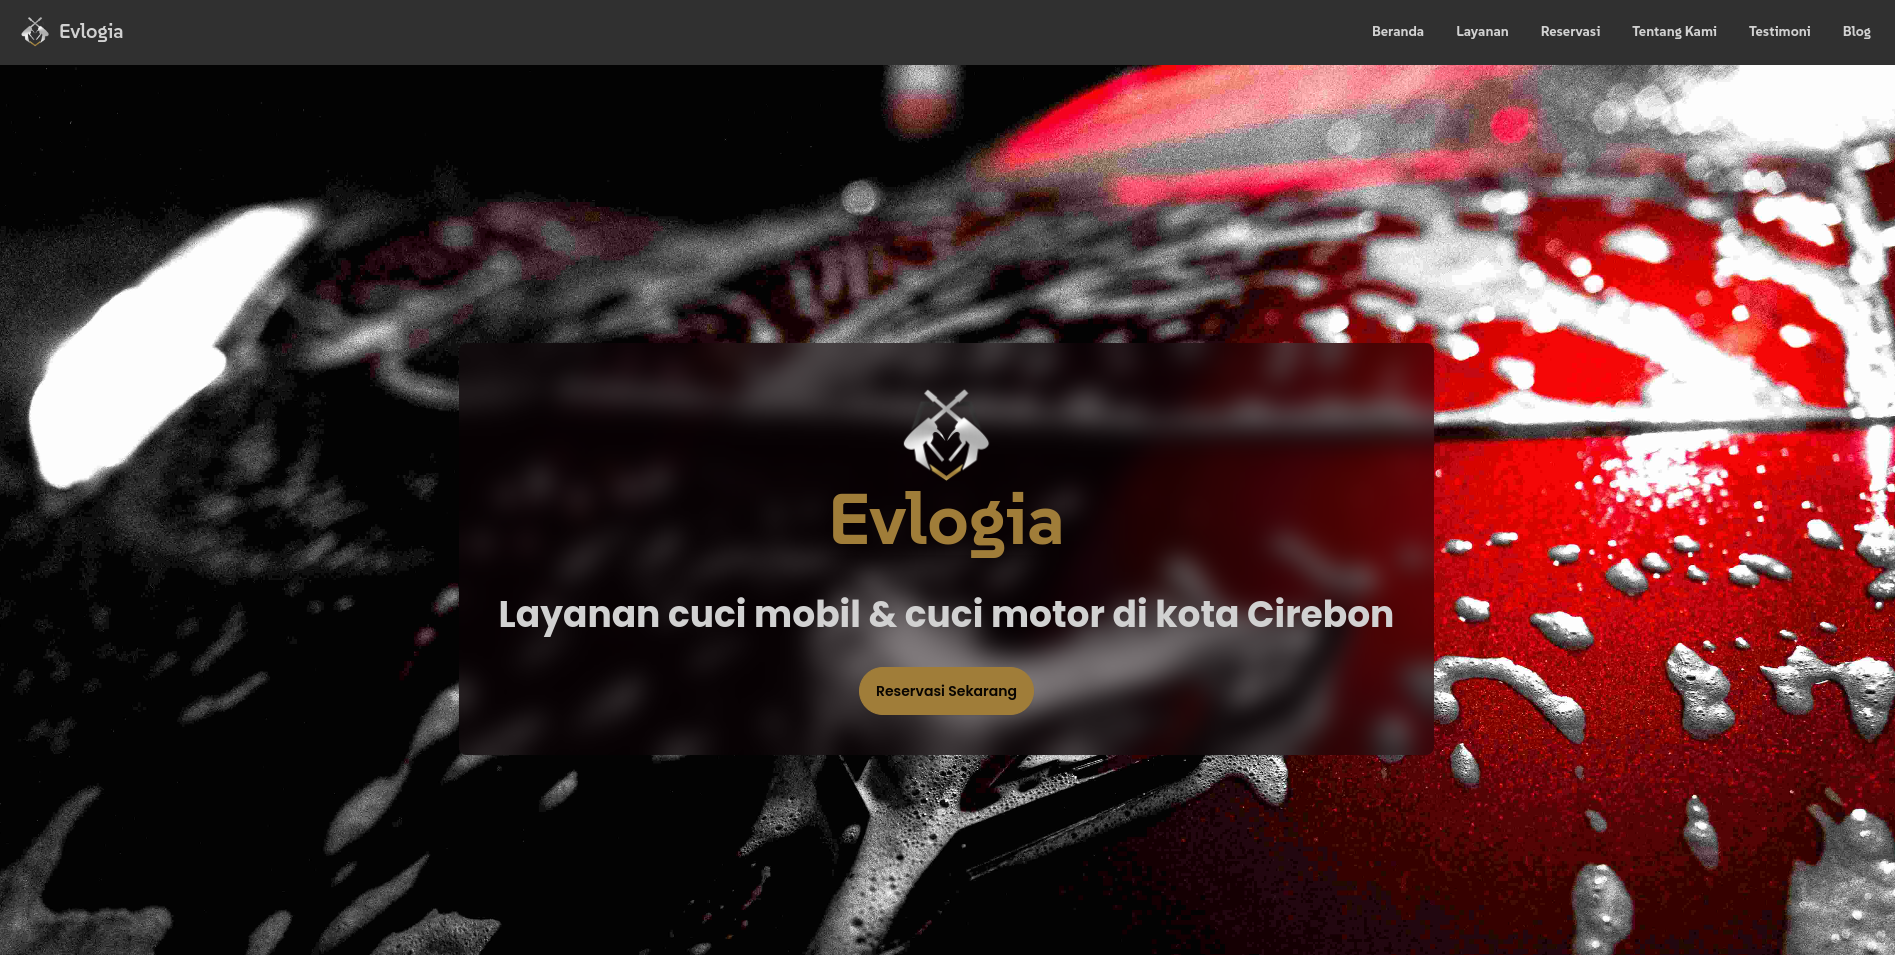 Evlogia
Beranda Layanan Reservasi Tentang Kami Testimoni Blog
Evlogia
Layanan cuci mobil & cuci motor di kota Cirebon
Reservasi Sekarang